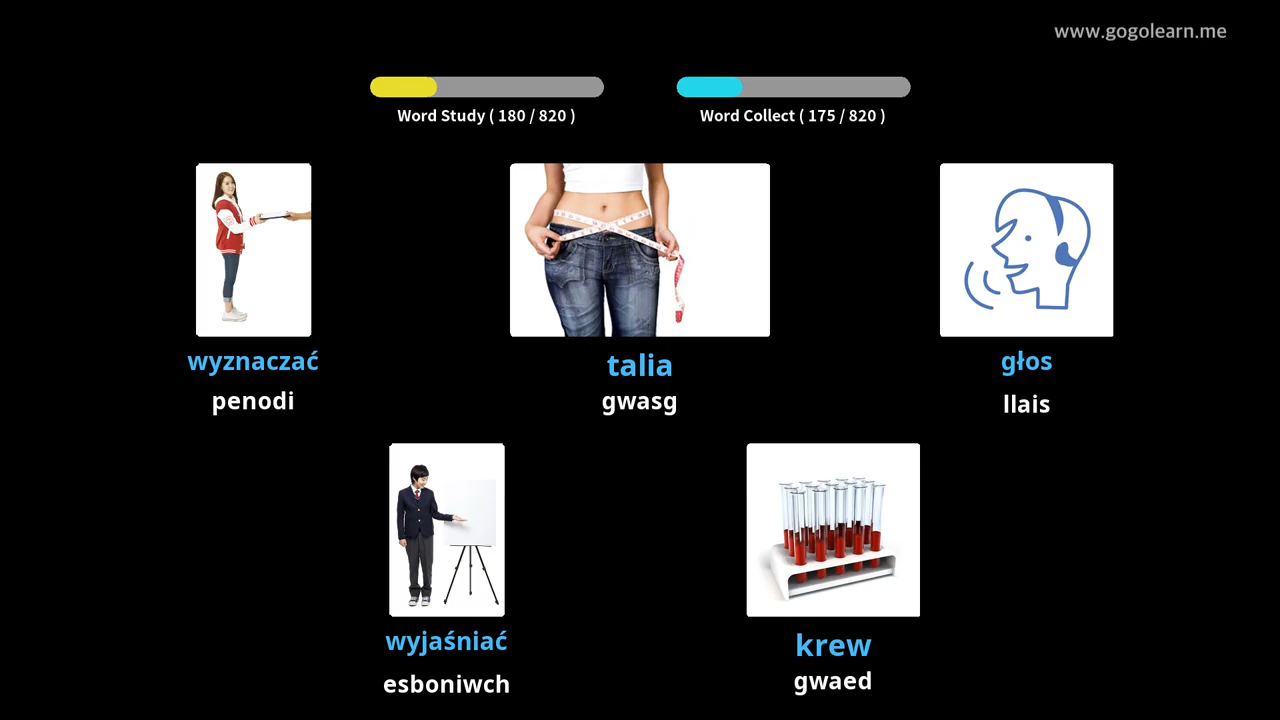 www.gogolearn.me
Word Study ( 180 / 820 )
Word Collect ( 175 / 820 )
wyznaczać
penodi
talia
gwasg
głos
llais
wyjaśniać
esboniwch
krew
gwaed